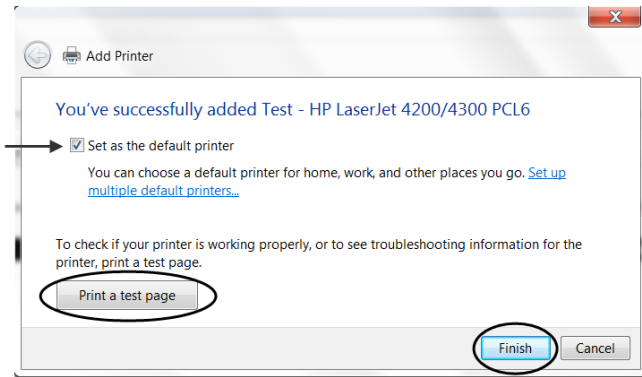 Add Printer
You've successfully added Test - HP LaserJet 4200/4300 PCL6
Set as the default printer
You can choose a default printer for home, work, and other places you go. Set up
multiple default printers...
To check if your printer is working properly, or to see troubleshooting information for the
printer, print a test page.
Print a test page
Finish Cancel